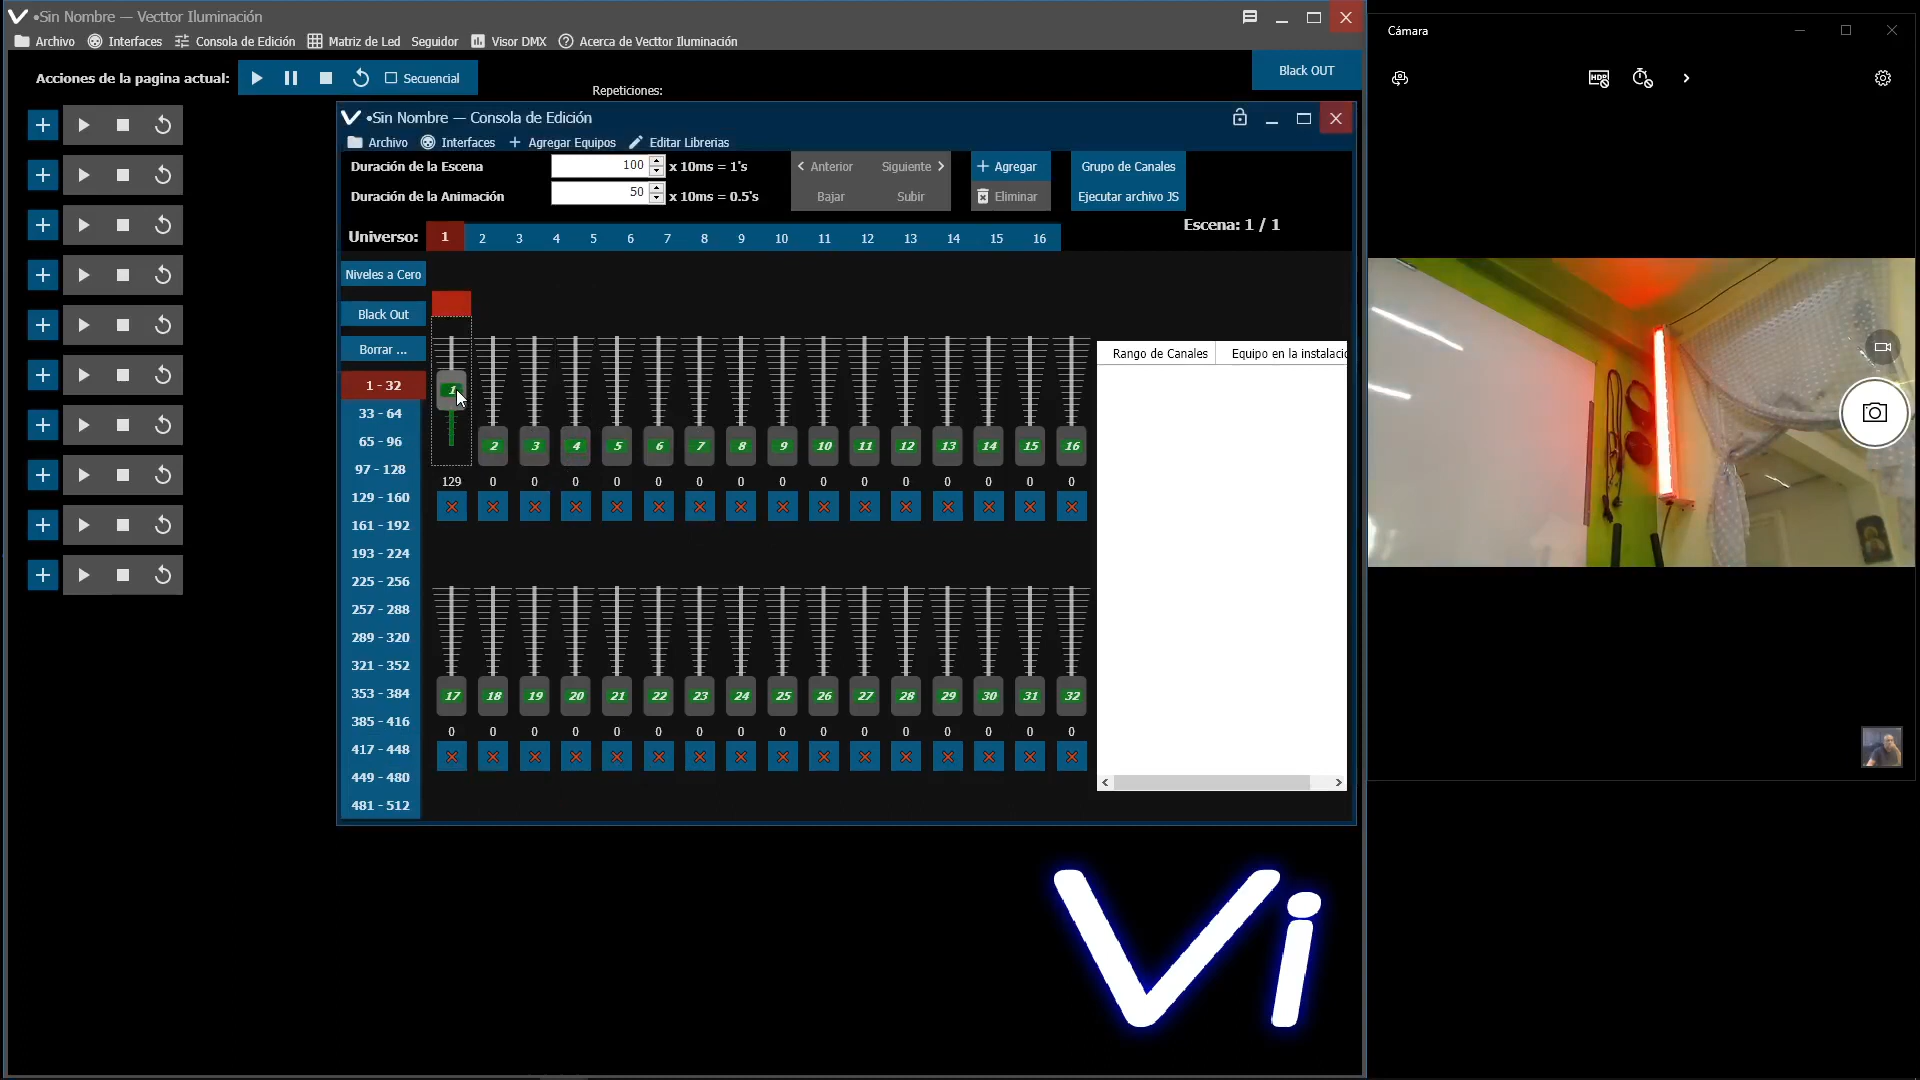 •Sin Nombre — Vecttor Iluminación
Archivo Interfaces Consola de Edición Matriz de Led Seguidor Visor DMX Acerca de Vecttor Iluminación
Acciones de la pagina actual: Secuencial
Repeticiones:
Black OUT
•Sin Nombre — Consola de Edición
Archivo Interfaces Agregar Equipos Editar Librerias
Duración de la Escena 100 x 10ms = 1's
Duración de la Animación 50 x 10ms = 0.5's
Anterior Siguiente
Bajar Subir
Agregar
Eliminar
Grupo de Canales
Ejecutar archivo JS
Escena: 1 / 1
Universo: 1 2 3 4 5 6 7 8 9 10 11 12 13 14 15 16
Niveles a Cero
Black Out
Borrar ...
1 - 32
33 - 64
65 - 96
97 - 128
129 - 160
161 - 192
193 - 224
225 - 256
257 - 288
289 - 320
321 - 352
353 - 384
385 - 416
417 - 448
449 - 480
481 - 512
1 2 3 4 5 6 7 8 9 10 11 12 13 14 15 16
129 0 0 0 0 0 0 0 0 0 0 0 0 0 0 0
17 18 19 20 21 22 23 24 25 26 27 28 29 30 31 32
0 0 0 0 0 0 0 0 0 0 0 0 0 0 0 0
Rango de Canales Equipo en la instalació
Vi
Cámara
HDR